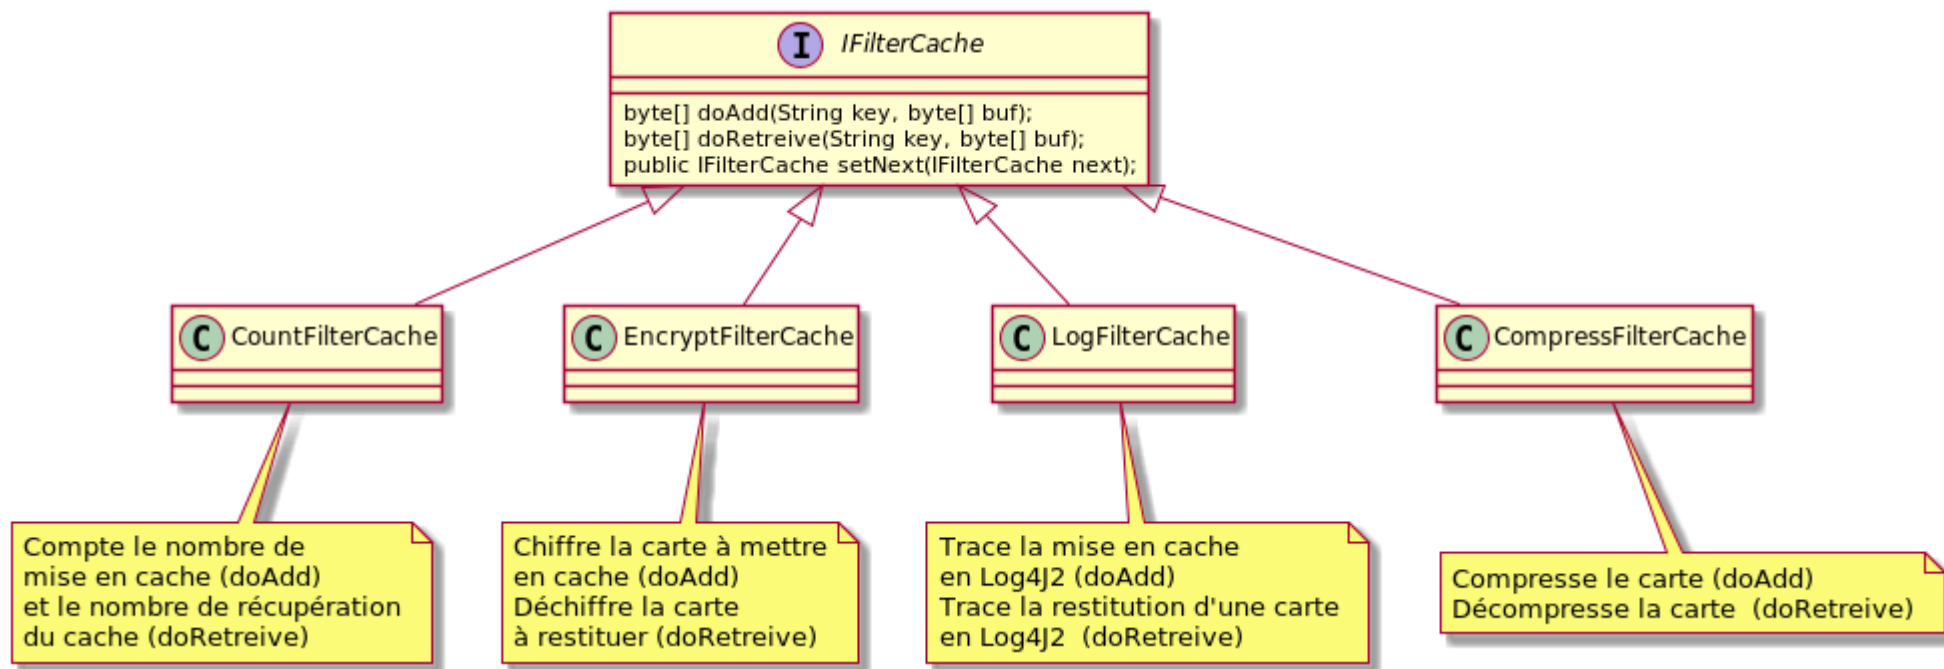 I IFilterCache
byte[] doAdd(String key, byte[] buf);
byte[] doRetreive(String key, byte[] buf);
public IFilterCache setNext(IFilterCache next);
C CountFilterCache
C EncryptFilterCache
C LogFilterCache
C CompressFilterCache
Compte le nombre de
mise en cache (doAdd)
et le nombre de récupération
du cache (doRetreive)
Chiffre la carte à mettre
en cache (doAdd)
Déchiffre la carte
à restituer (doRetreive)
Trace la mise en cache
en Log4J2 (doAdd)
Trace la restitution d'une carte
en Log4J2  (doRetreive)
Compresse le carte (doAdd)
Décompresse la carte  (doRetreive)